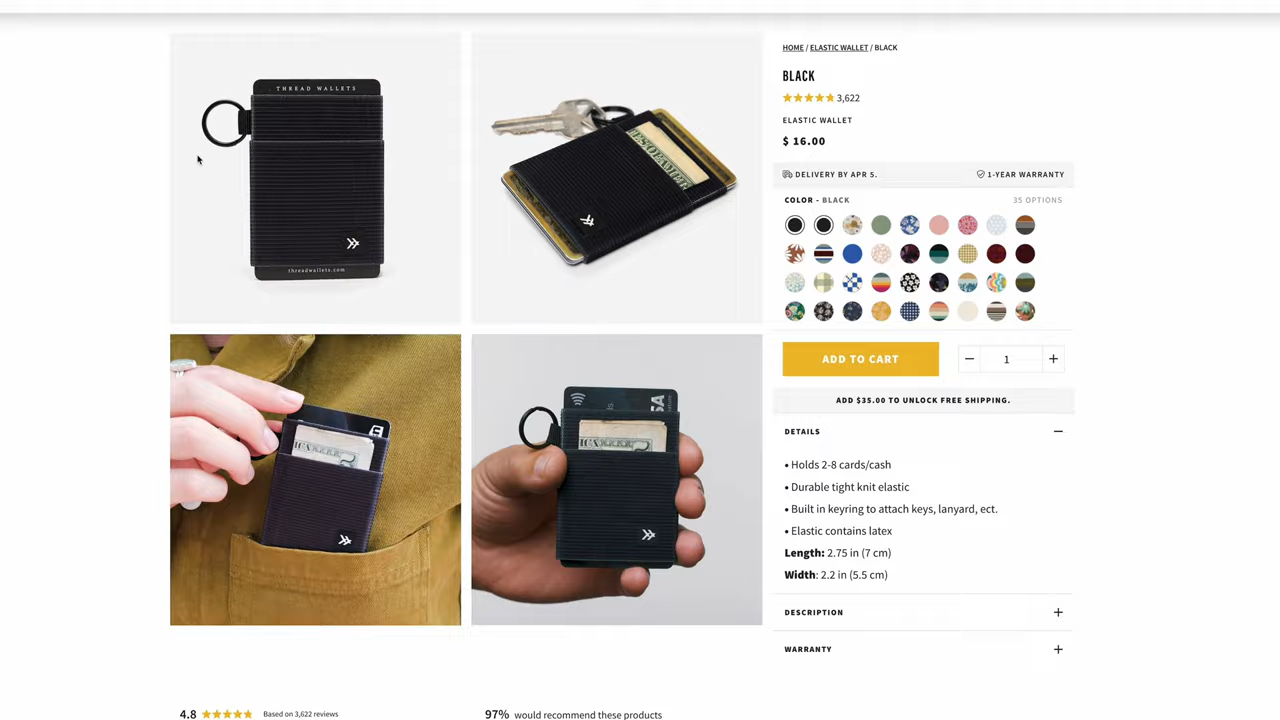 THREAD WALLETS
threadwallets.com
HOME / ELASTIC WALLET / BLACK
BLACK
3,622
ELASTIC WALLET
$ 16.00
DELIVERY BY APR 5.
1-YEAR WARRANTY
COLOR - BLACK
35 OPTIONS
ADD TO CART
1
ADD $35.00 TO UNLOCK FREE SHIPPING.
DETAILS
• Holds 2-8 cards/cash
• Durable tight knit elastic
• Built in keyring to attach keys, lanyard, ect.
• Elastic contains latex
Length: 2.75 in (7 cm)
Width: 2.2 in (5.5 cm)
DESCRIPTION
WARRANTY
4.8
Based on 3,622 reviews
97% would recommend these products